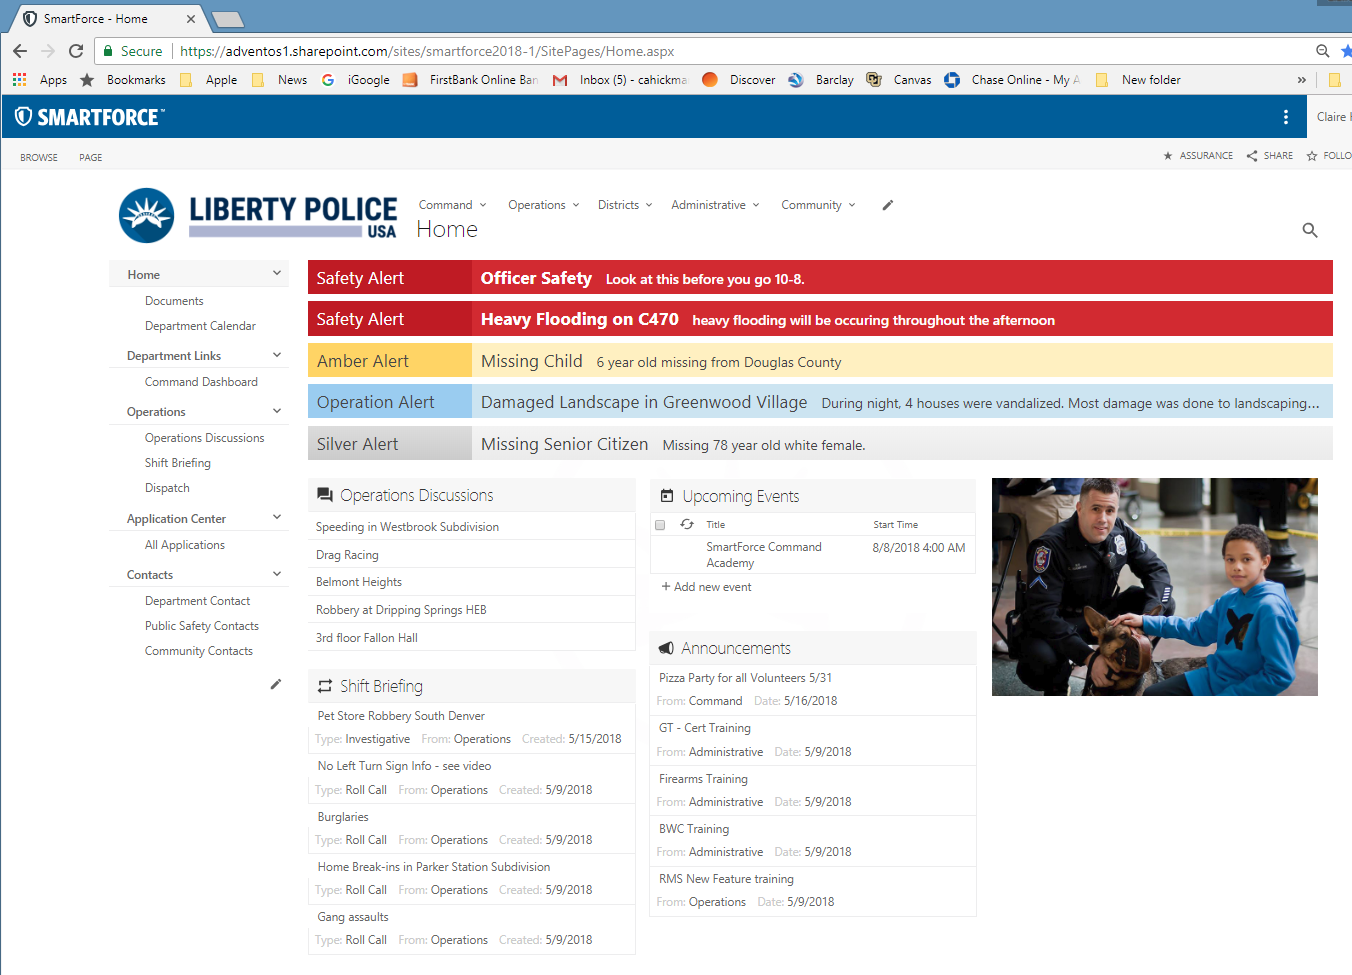 SmartForce - Home
Secure https://adventos1.sharepoint.com/sites/smartforce2018-1/SitePages/Home.aspx
Apps Bookmarks Apple News iGoogle FirstBank Online Ban Inbox (5) - cahickma Discover Barclay Canvas Chase Online - My A New folder »
SMARTFORCE™ Claire
BROWSE PAGE ASSURANCE SHARE FOLLO
LIBERTY POLICE
USA
Command Operations Districts Administrative Community
Home
Home
Documents
Department Calendar
Department Links
Command Dashboard
Operations
Operations Discussions
Shift Briefing
Dispatch
Application Center
All Applications
Contacts
Department Contact
Public Safety Contacts
Community Contacts
Safety Alert Officer Safety Look at this before you go 10-8.
Safety Alert Heavy Flooding on C470 heavy flooding will be occuring throughout the afternoon
Amber Alert Missing Child 6 year old missing from Douglas County
Operation Alert Damaged Landscape in Greenwood Village During night, 4 houses were vandalized. Most damage was done to landscaping...
Silver Alert Missing Senior Citizen Missing 78 year old white female.
Operations Discussions
Speeding in Westbrook Subdivision
Drag Racing
Belmont Heights
Robbery at Dripping Springs HEB
3rd floor Fallon Hall
Shift Briefing
Pet Store Robbery South Denver
Type: Investigative From: Operations Created: 5/15/2018
No Left Turn Sign Info - see video
Type: Roll Call From: Operations Created: 5/9/2018
Burglaries
Type: Roll Call From: Operations Created: 5/9/2018
Home Break-ins in Parker Station Subdivision
Type: Roll Call From: Operations Created: 5/9/2018
Gang assaults
Type: Roll Call From: Operations Created: 5/9/2018
Upcoming Events
Title Start Time
SmartForce Command 8/8/2018 4:00 AM
Academy
+ Add new event
Announcements
Pizza Party for all Volunteers 5/31
From: Command Date: 5/16/2018
GT - Cert Training
From: Administrative Date: 5/9/2018
Firearms Training
From: Administrative Date: 5/9/2018
BWC Training
From: Administrative Date: 5/9/2018
RMS New Feature training
From: Operations Date: 5/9/2018